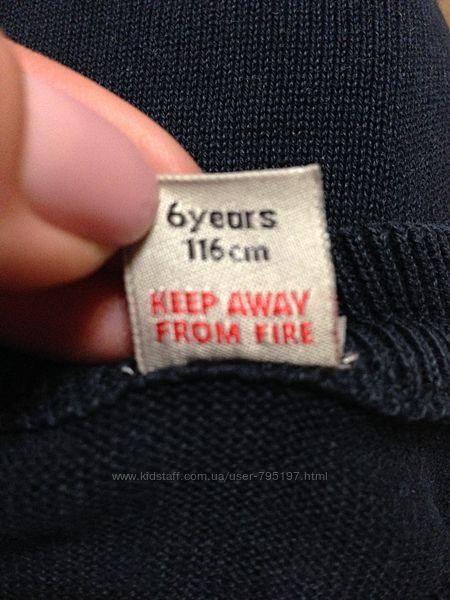 6years
116cm
KEEP AWAY
FROM FIRE
www.kidstaff.com.ua/user-795197.html